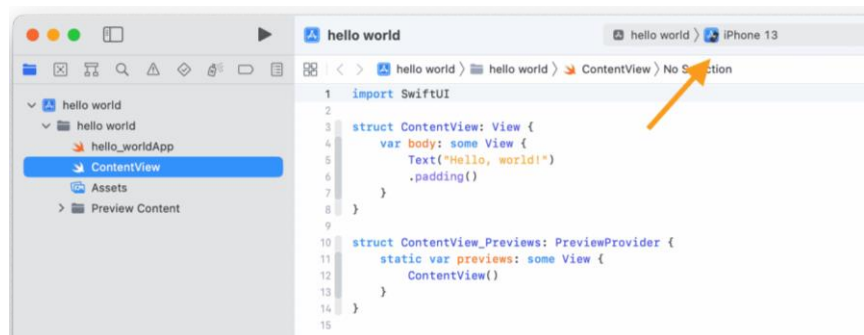 hello world
hello world 〉 iPhone 13
hello world 〉 hello world 〉 ContentView 〉 No Selection
hello world
hello world
hello_worldApp
ContentView
Assets
Preview Content
1 import SwiftUI
2
3 struct ContentView: View {
4 var body: some View {
5 Text("Hello, world!")
6 .padding()
7 }
8 }
9
10 struct ContentView_Previews: PreviewProvider {
11 static var previews: some View {
12 ContentView()
13 }
14 }
15